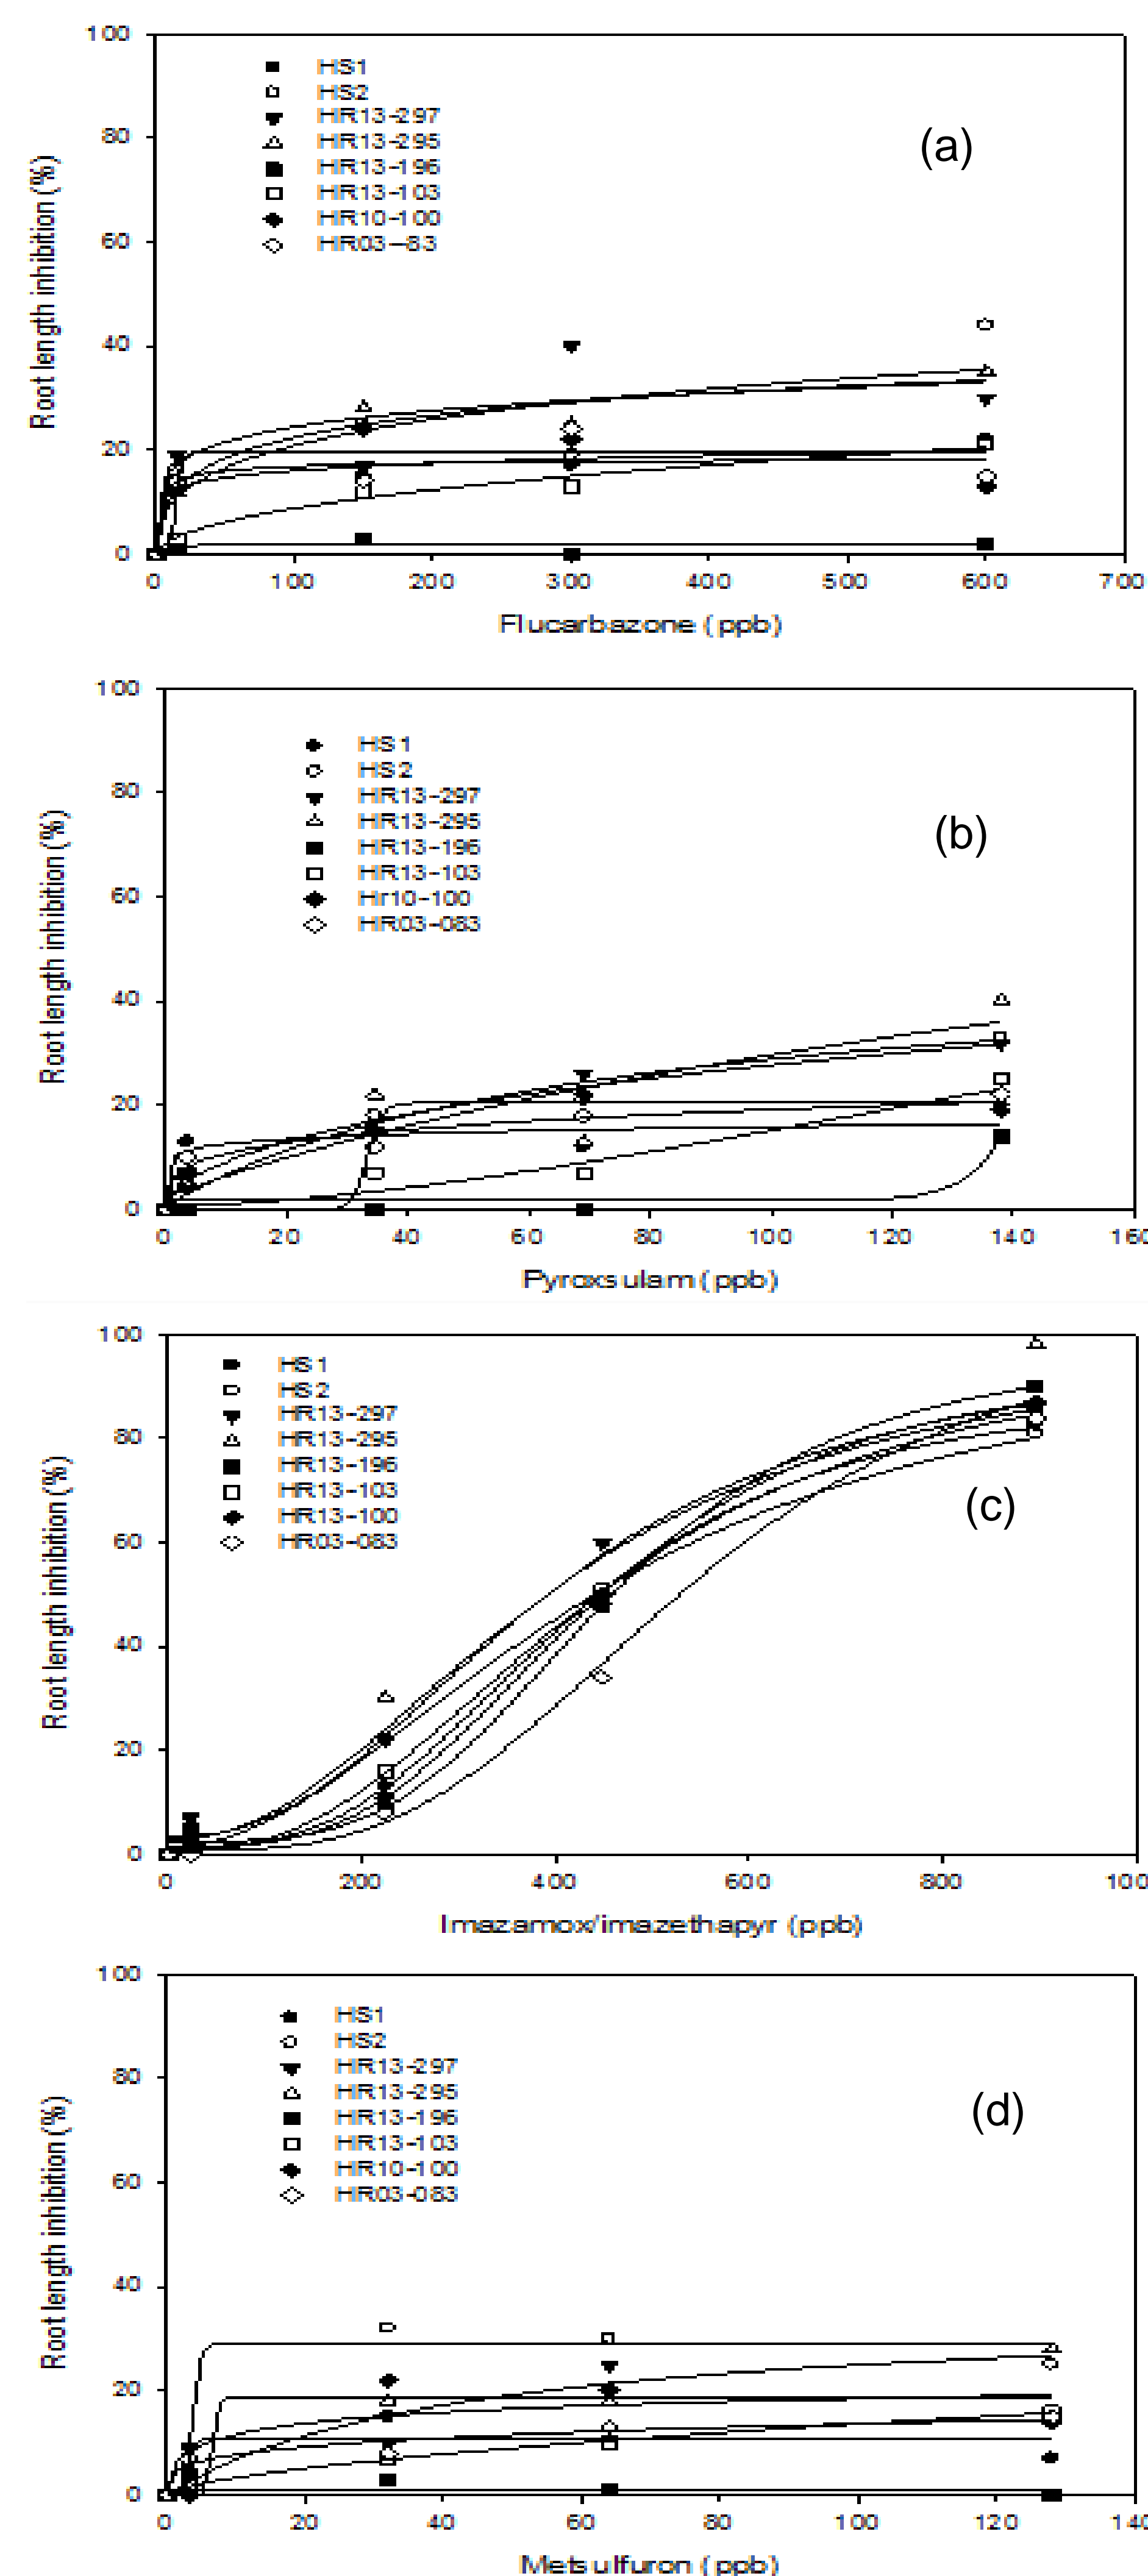 100
80
60
40
20
0
Root length inhibition (%)
HS1
HS2
HR13-297
HR13-295
HR13-196
HR13-103
HR10-100
HR03--83
(a)
0 100 200 300 400 500 600 700
Flucarbazone (ppb)
100
80
60
40
20
0
Root length inhibition (%)
HS1
HS2
HR13-297
HR13-295
HR13-196
HR13-103
Hr10-100
HR03-083
(b)
0 20 40 60 80 100 120 140 160
Pyroxsulam (ppb)
100
80
60
40
20
0
Root length inhibition (%)
HS1
HS2
HR13-297
HR13-295
HR13-196
HR13-103
HR13-100
HR03-083
(c)
0 200 400 600 800 100
Imazamox/imazethapyr (ppb)
100
80
60
40
20
0
Root length inhibition (%)
HS1
HS2
HR13-297
HR13-295
HR13-196
HR13-103
HR10-100
HR03-083
(d)
0 20 40 60 80 100 120 140
Metsulfuron (ppb)